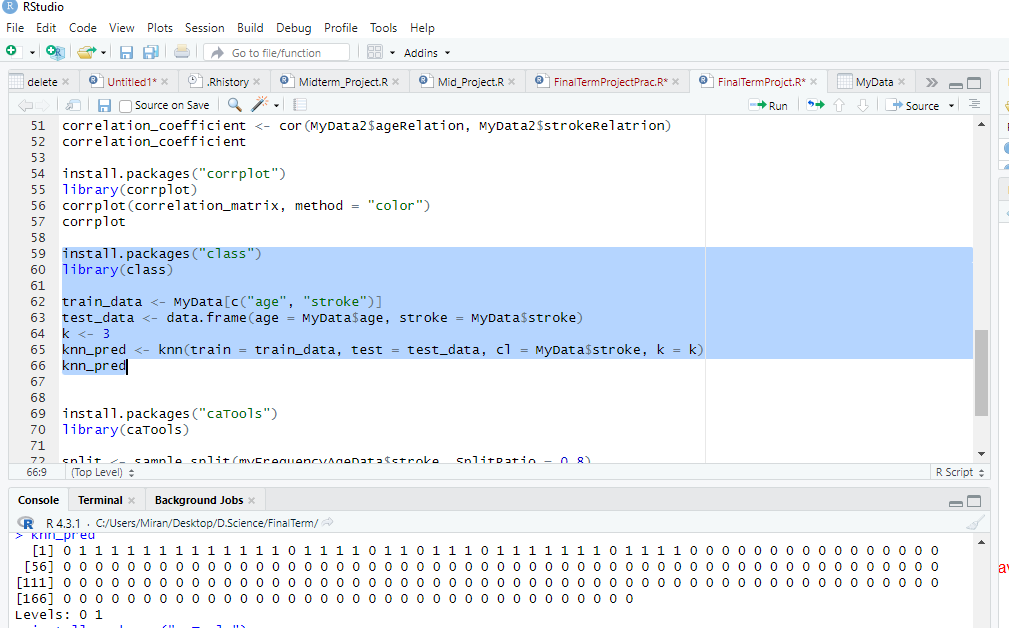 RStudio
File Edit Code View Plots Session Build Debug Profile Tools Help
Go to file/function Addins
delete Untitled1* .Rhistory Midterm_Project.R Mid_Project.R FinalTermProjectPrac.R* FinalTermProjct.R* MyData
Source on Save Run Source
51 correlation_coefficient <- cor(MyData2$ageRelation, MyData2$strokeRelatrion)
52 correlation_coefficient
53
54 install.packages("corrplot")
55 library(corrplot)
56 corrplot(correlation_matrix, method = "color")
57 corrplot
58
59 install.packages("class")
60 library(class)
61
62 train_data <- MyData[c("age", "stroke")]
63 test_data <- data.frame(age = MyData$age, stroke = MyData$stroke)
64 k <- 3
65 knn_pred <- knn(train = train_data, test = test_data, cl = MyData$stroke, k = k)
66 knn_pred
67
68
69 install.packages("caTools")
70 library(caTools)
71
72 split <- sample.split(myFrequencyAgeData$stroke, SplitRatio = 0.8)
66:9 (Top Level) R Script
Console Terminal Background Jobs
R 4.3.1 · C:/Users/Miran/Desktop/D.Science/FinalTerm/
> knn_pred
[1] 0 1 1 1 1 1 1 1 1 1 1 1 1 1 0 1 1 1 1 0 1 1 0 1 1 1 0 1 1 1 1 1 1 1 0 1 1 1 1 0 0 0 0 0 0 0 0 0 0 0 0 0 0 0 0
[56] 0 0 0 0 0 0 0 0 0 0 0 0 0 0 0 0 0 0 0 0 0 0 0 0 0 0 0 0 0 0 0 0 0 0 0 0 0 0 0 0 0 0 0 0 0 0 0 0 0 0 0 0 0 0 0
[111] 0 0 0 0 0 0 0 0 0 0 0 0 0 0 0 0 0 0 0 0 0 0 0 0 0 0 0 0 0 0 0 0 0 0 0 0 0 0 0 0 0 0 0 0 0 0 0 0 0 0 0 0 0 0 0
[166] 0 0 0 0 0 0 0 0 0 0 0 0 0 0 0 0 0 0 0 0 0 0 0 0 0 0 0 0 0 0 0 0 0 0 0 0
Levels: 0 1